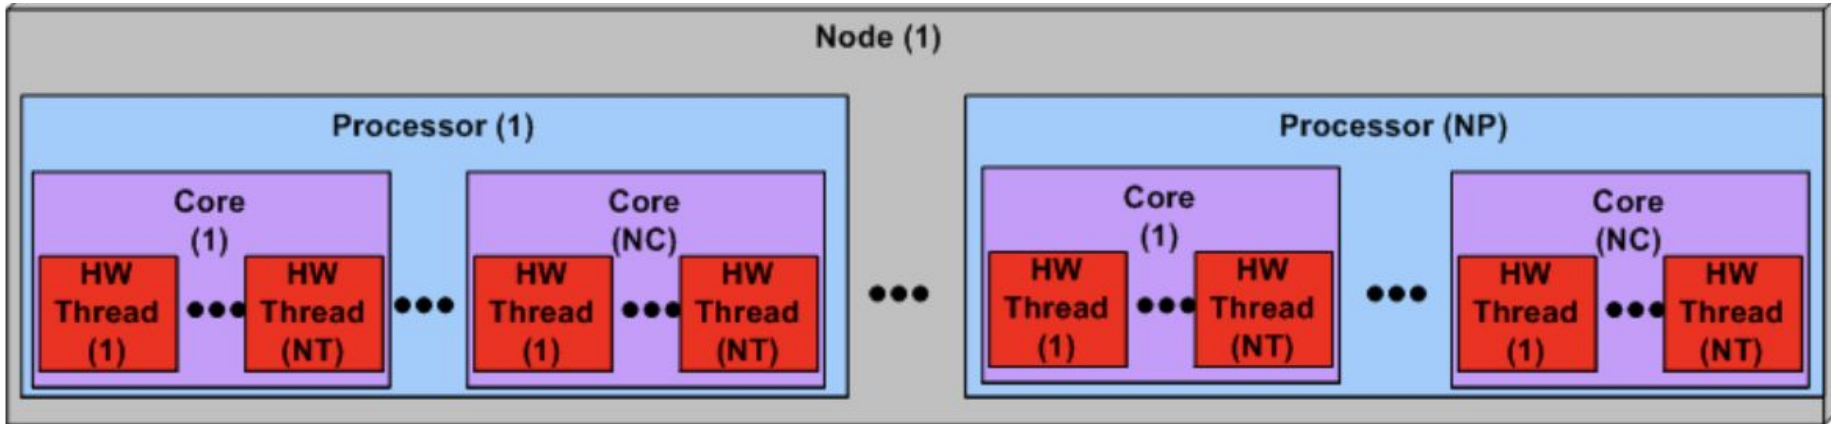 Node (1)
Processor (1)
Core
(1)
HW
Thread
(1)
HW
Thread
(NT)
Core
(NC)
HW
Thread
(1)
HW
Thread
(NT)
Processor (NP)
Core
(1)
HW
Thread
(1)
HW
Thread
(NT)
Core
(NC)
HW
Thread
(1)
HW
Thread
(NT)